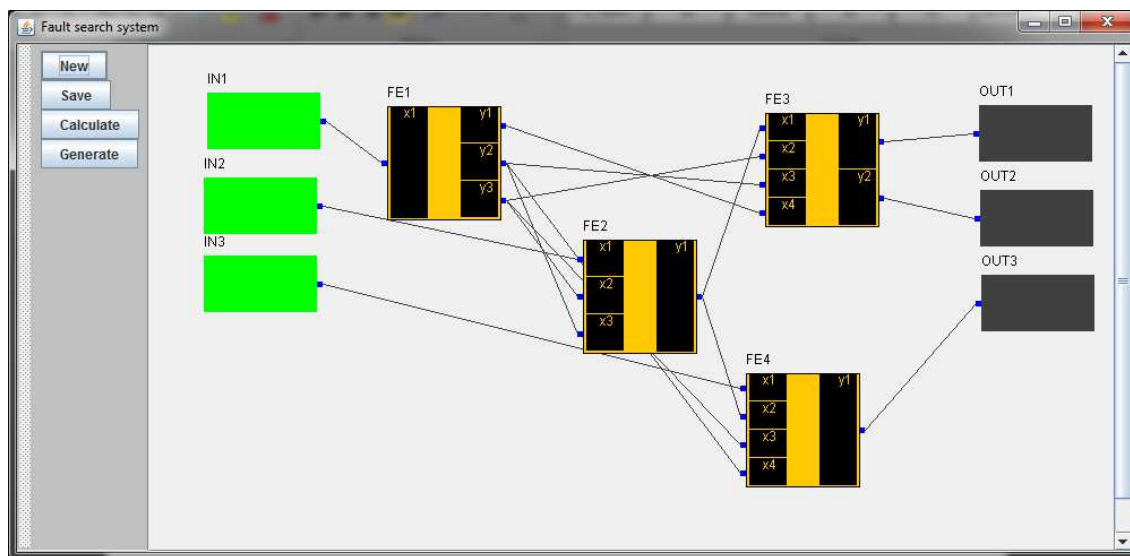 Fault search system
New
Save
Calculate
Generate
IN1
IN2
IN3
FE1
x1
y1
y2
y3
FE2
x1
x2
x3
y1
FE3
x1
x2
x3
x4
y1
y2
FE4
x1
x2
x3
x4
y1
OUT1
OUT2
OUT3